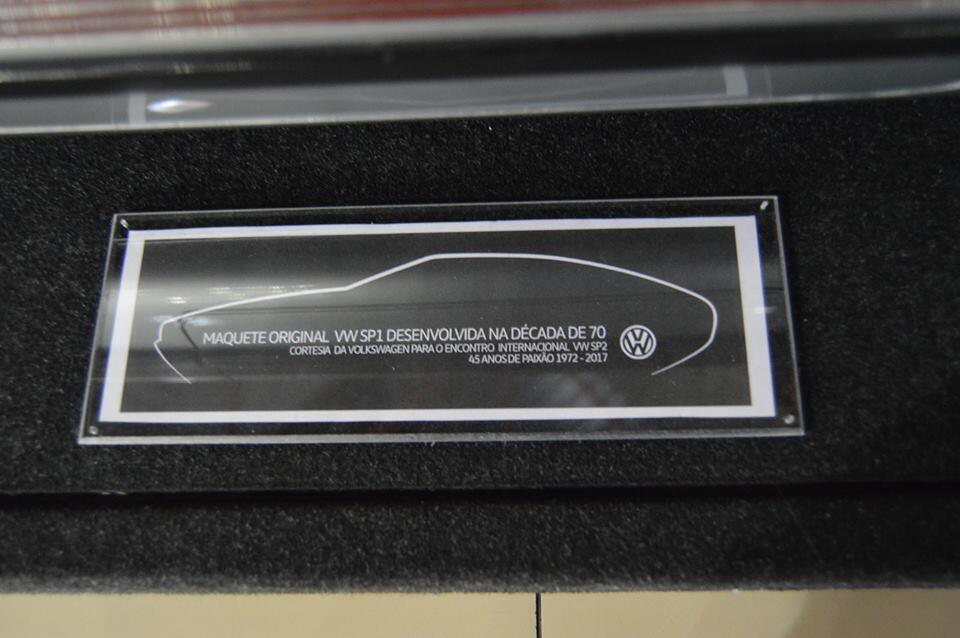 MAQUETE ORIGINAL VW SP1 DESENVOLVIDA NA DÉCADA DE 70
CORTESIA DA VOLKSWAGEN PARA O ENCONTRO INTERNACIONAL VW SP2
45 ANOS DE PAIXÃO 1972 - 2017